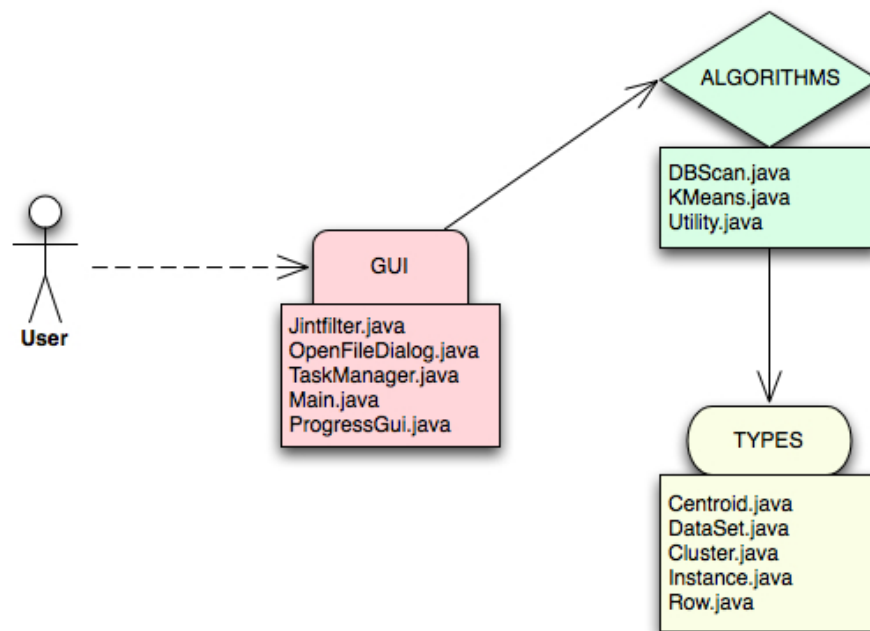 User
GUI
Jintfilter.java
OpenFileDialog.java
TaskManager.java
Main.java
ProgressGui.java
ALGORITHMS
DBScan.java
KMeans.java
Utility.java
TYPES
Centroid.java
DataSet.java
Cluster.java
Instance.java
Row.java